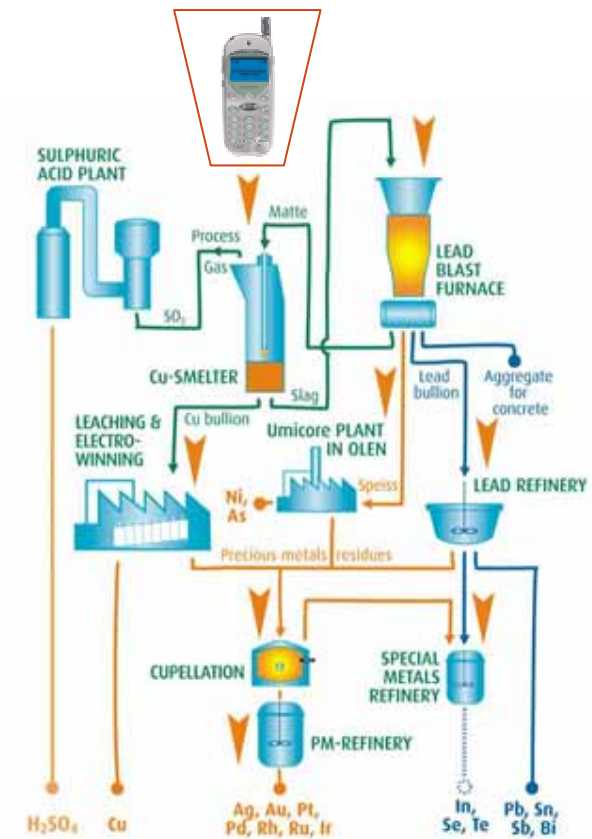 SULPHURIC
ACID PLANT
Matte
Process
Gas
LEAD
BLAST
FURNACE
SO₂
Cu-SMELTER
Slag
Lead
bullion
Aggregate
for
concrete
Cu bullion
LEACHING &
ELECTRO-
WINNING
Umicore PLANT
IN OLEN
Speiss
LEAD REFINERY
Ni,
As
Precious metals residues
CUPELLATION
SPECIAL
METALS
REFINERY
PM-REFINERY
H₂SO₄
Cu
Ag, Au, Pt,
Pd, Rh, Ru, Ir
In,
Se, Te
Pb, Sn,
Sb, Bi